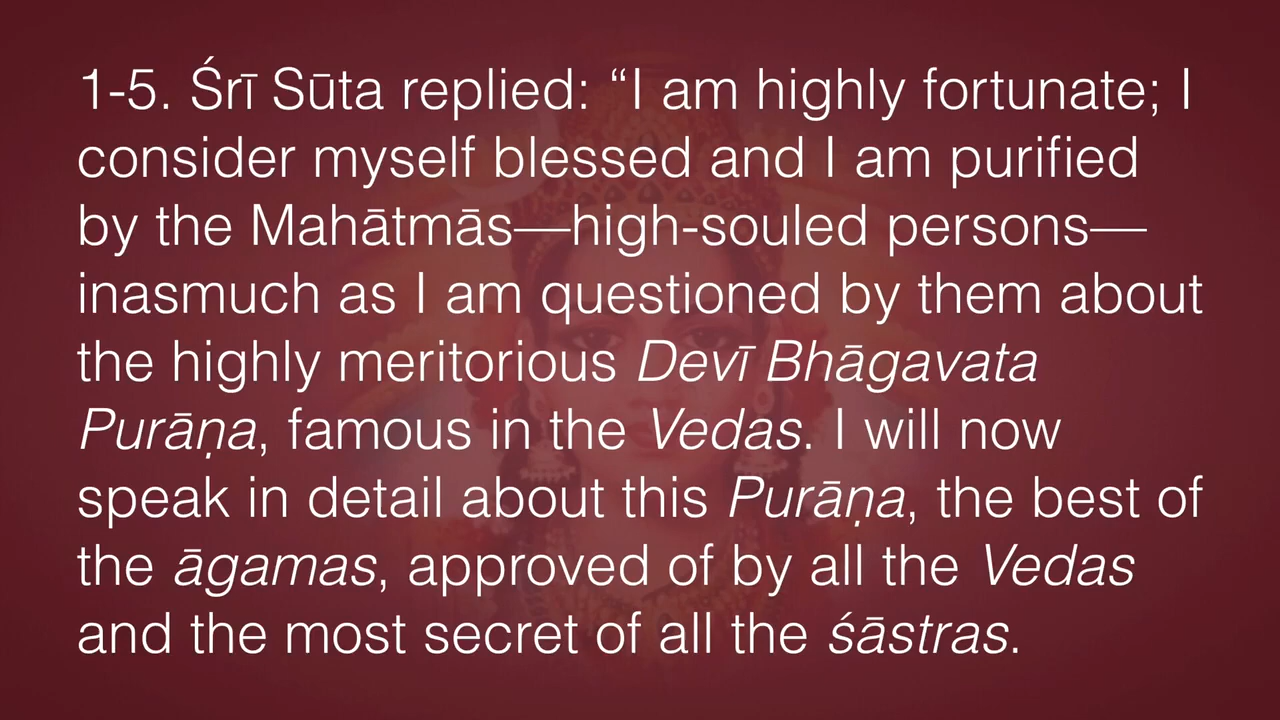 1-5. Śrī Sūta replied: “I am highly fortunate; I
consider myself blessed and I am purified
by the Mahātmās—high-souled persons—
inasmuch as I am questioned by them about
the highly meritorious Devī Bhāgavata
Purāṇa, famous in the Vedas. I will now
speak in detail about this Purāṇa, the best of
the āgamas, approved of by all the Vedas
and the most secret of all the śāstras.